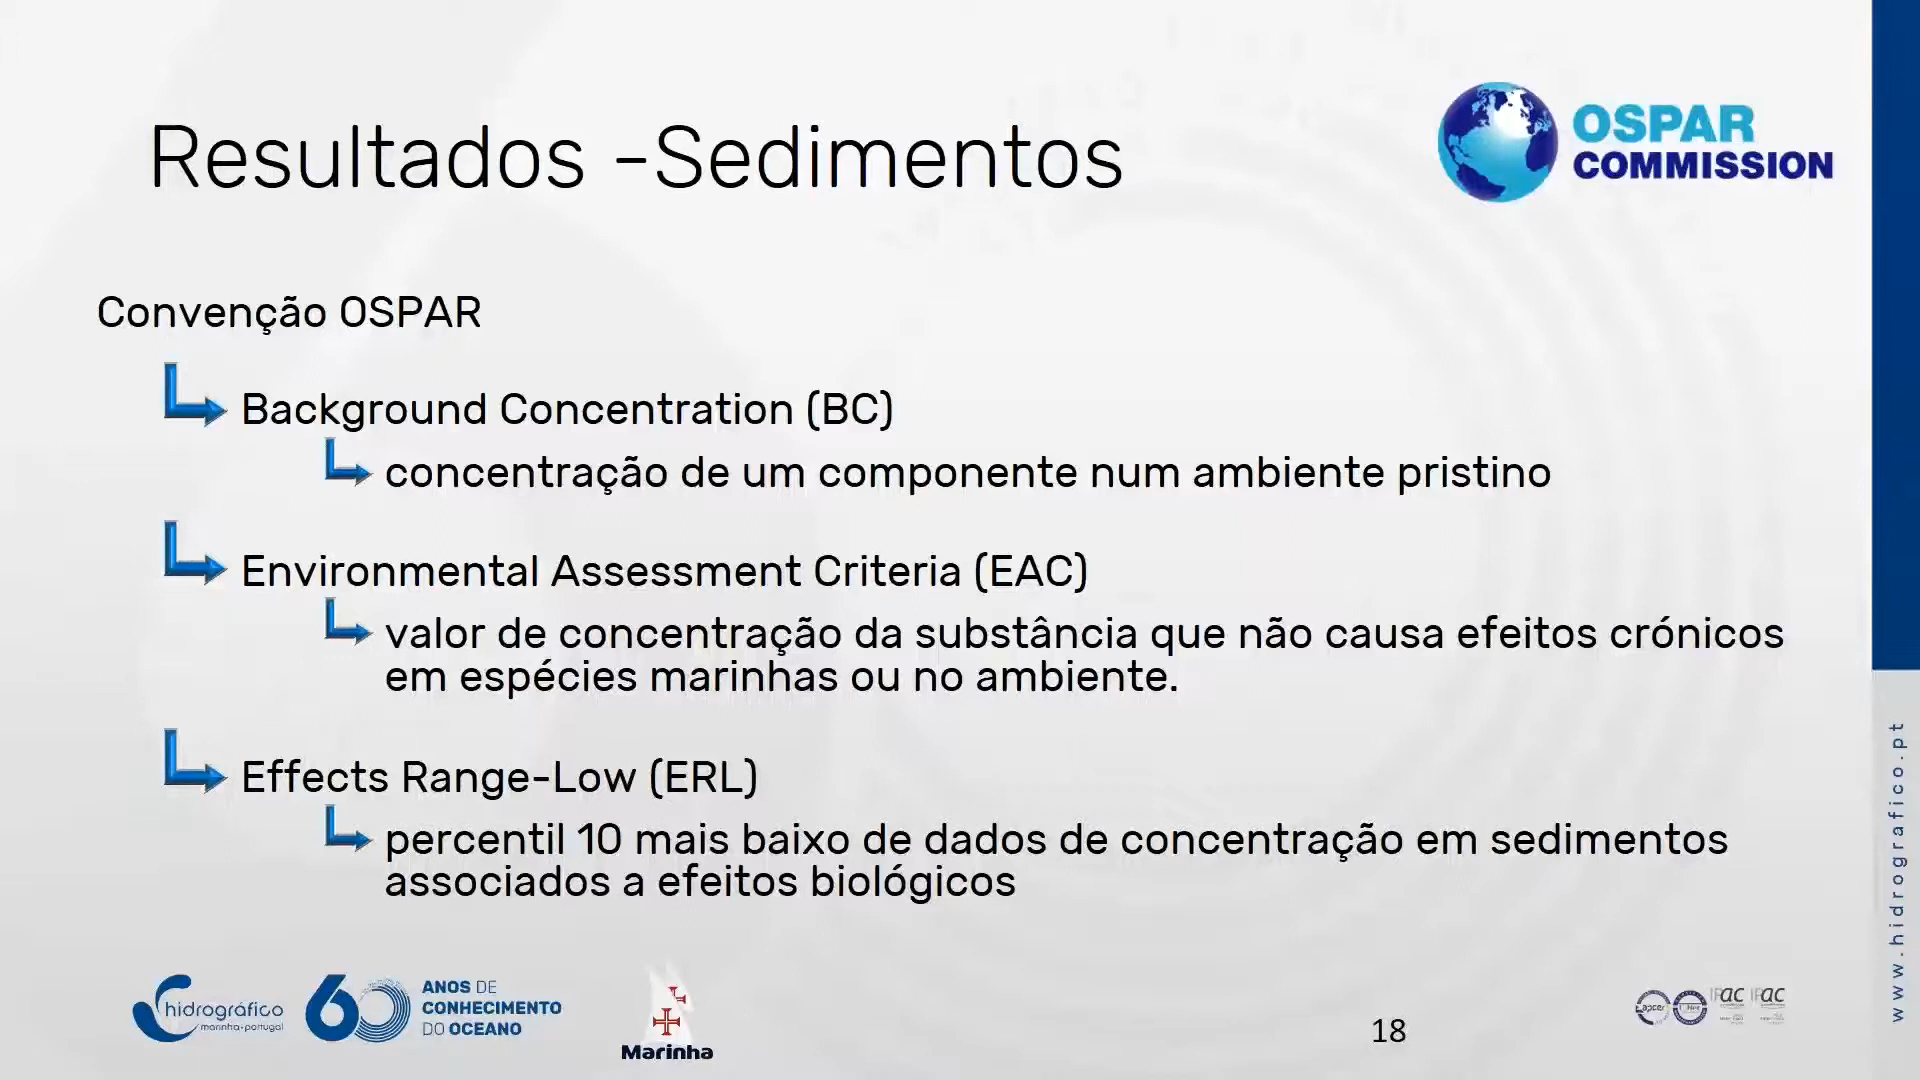 Resultados -Sedimentos
OSPAR
COMMISSION
Convenção OSPAR
Background Concentration (BC)
concentração de um componente num ambiente pristino
Environmental Assessment Criteria (EAC)
valor de concentração da substância que não causa efeitos crónicos
em espécies marinhas ou no ambiente.
Effects Range-Low (ERL)
percentil 10 mais baixo de dados de concentração em sedimentos
associados a efeitos biológicos
www.hidrografico.pt
hidrográfico
marinha-portugal
60
ANOS DE
CONHECIMENTO
DO OCEANO
Marinha
18
apcer